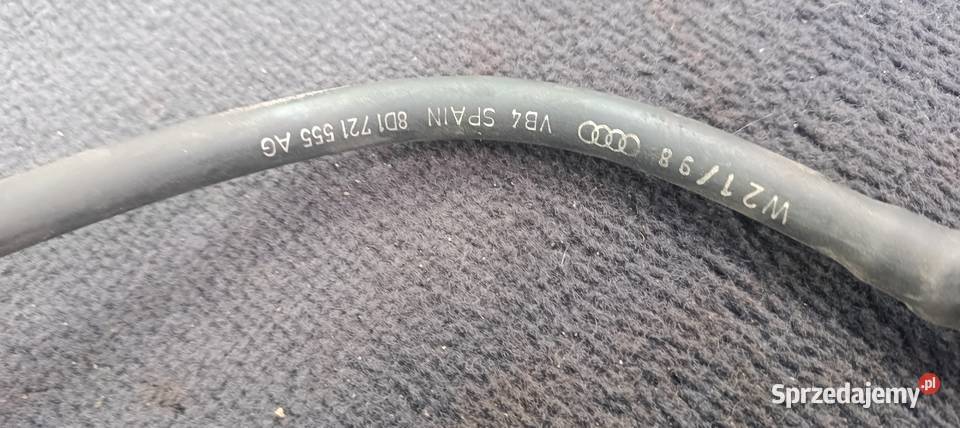 W21/98 VB4 SPAIN 8D1 721 555 AG
Sprzedajemy.pl